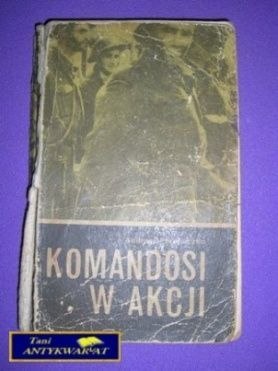 KOMANDOSI
W AKCJI
Tani
ANTYKWARIAT